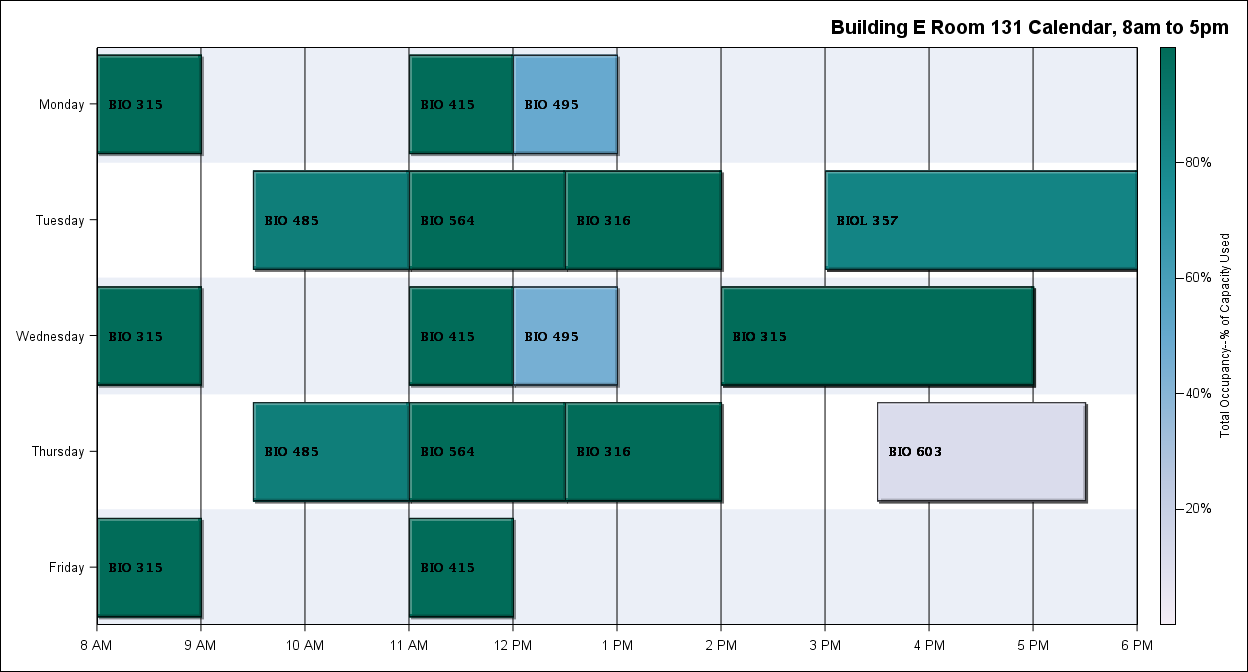 Building E Room 131 Calendar, 8am to 5pm
Monday
BIO 315
BIO 415
BIO 495
Tuesday
BIO 485
BIO 564
BIO 316
BIOL 357
Wednesday
BIO 315
BIO 415
BIO 495
BIO 315
Thursday
BIO 485
BIO 564
BIO 316
BIO 603
Friday
BIO 315
BIO 415
8 AM
9 AM
10 AM
11 AM
12 PM
1 PM
2 PM
3 PM
4 PM
5 PM
6 PM
80%
60%
40%
20%
Total Occupancy--% of Capacity Used